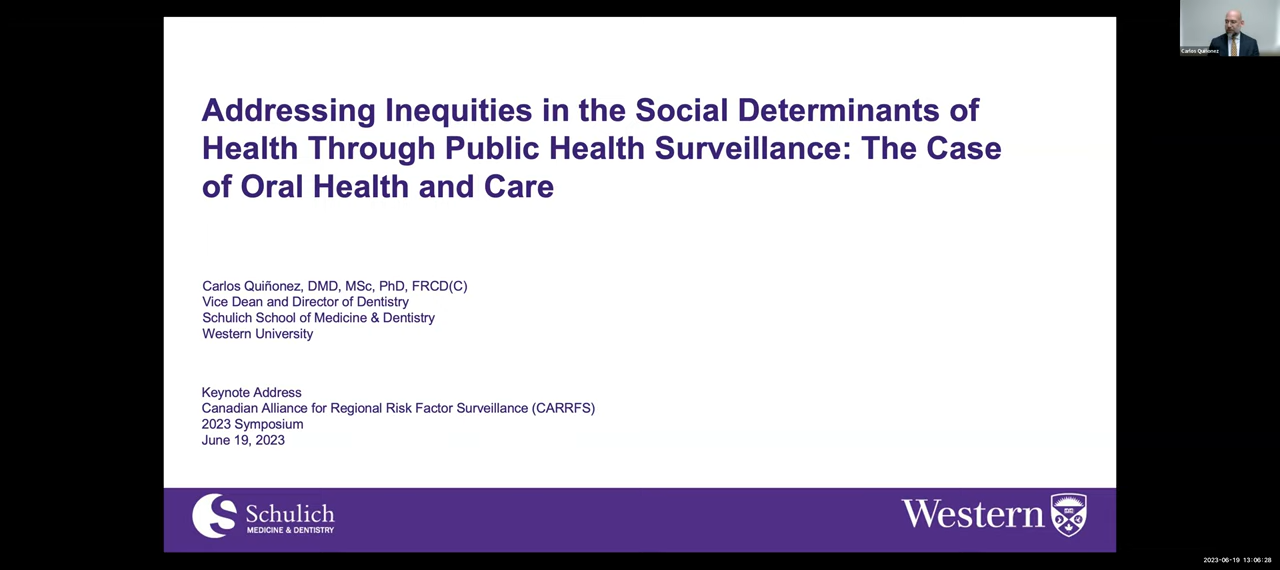 Carlos Quiñonez
Addressing Inequities in the Social Determinants of
Health Through Public Health Surveillance: The Case
of Oral Health and Care
Carlos Quiñonez, DMD, MSc, PhD, FRCD(C)
Vice Dean and Director of Dentistry
Schulich School of Medicine & Dentistry
Western University
Keynote Address
Canadian Alliance for Regional Risk Factor Surveillance (CARRFS)
2023 Symposium
June 19, 2023
Schulich
MEDICINE & DENTISTRY
Western
2023-06-19 13:06:28